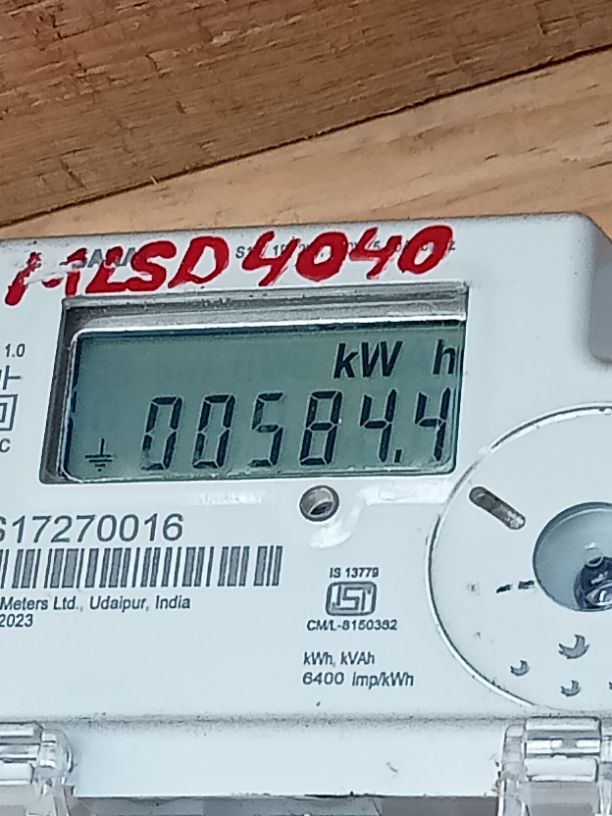 MLSD4040
1.0
kW h
00584.4
S17270016
Meters Ltd., Udaipur, India
2023
IS 13779
ISI
CM/L-8150382
kWh, kVAh
6400 imp/kWh